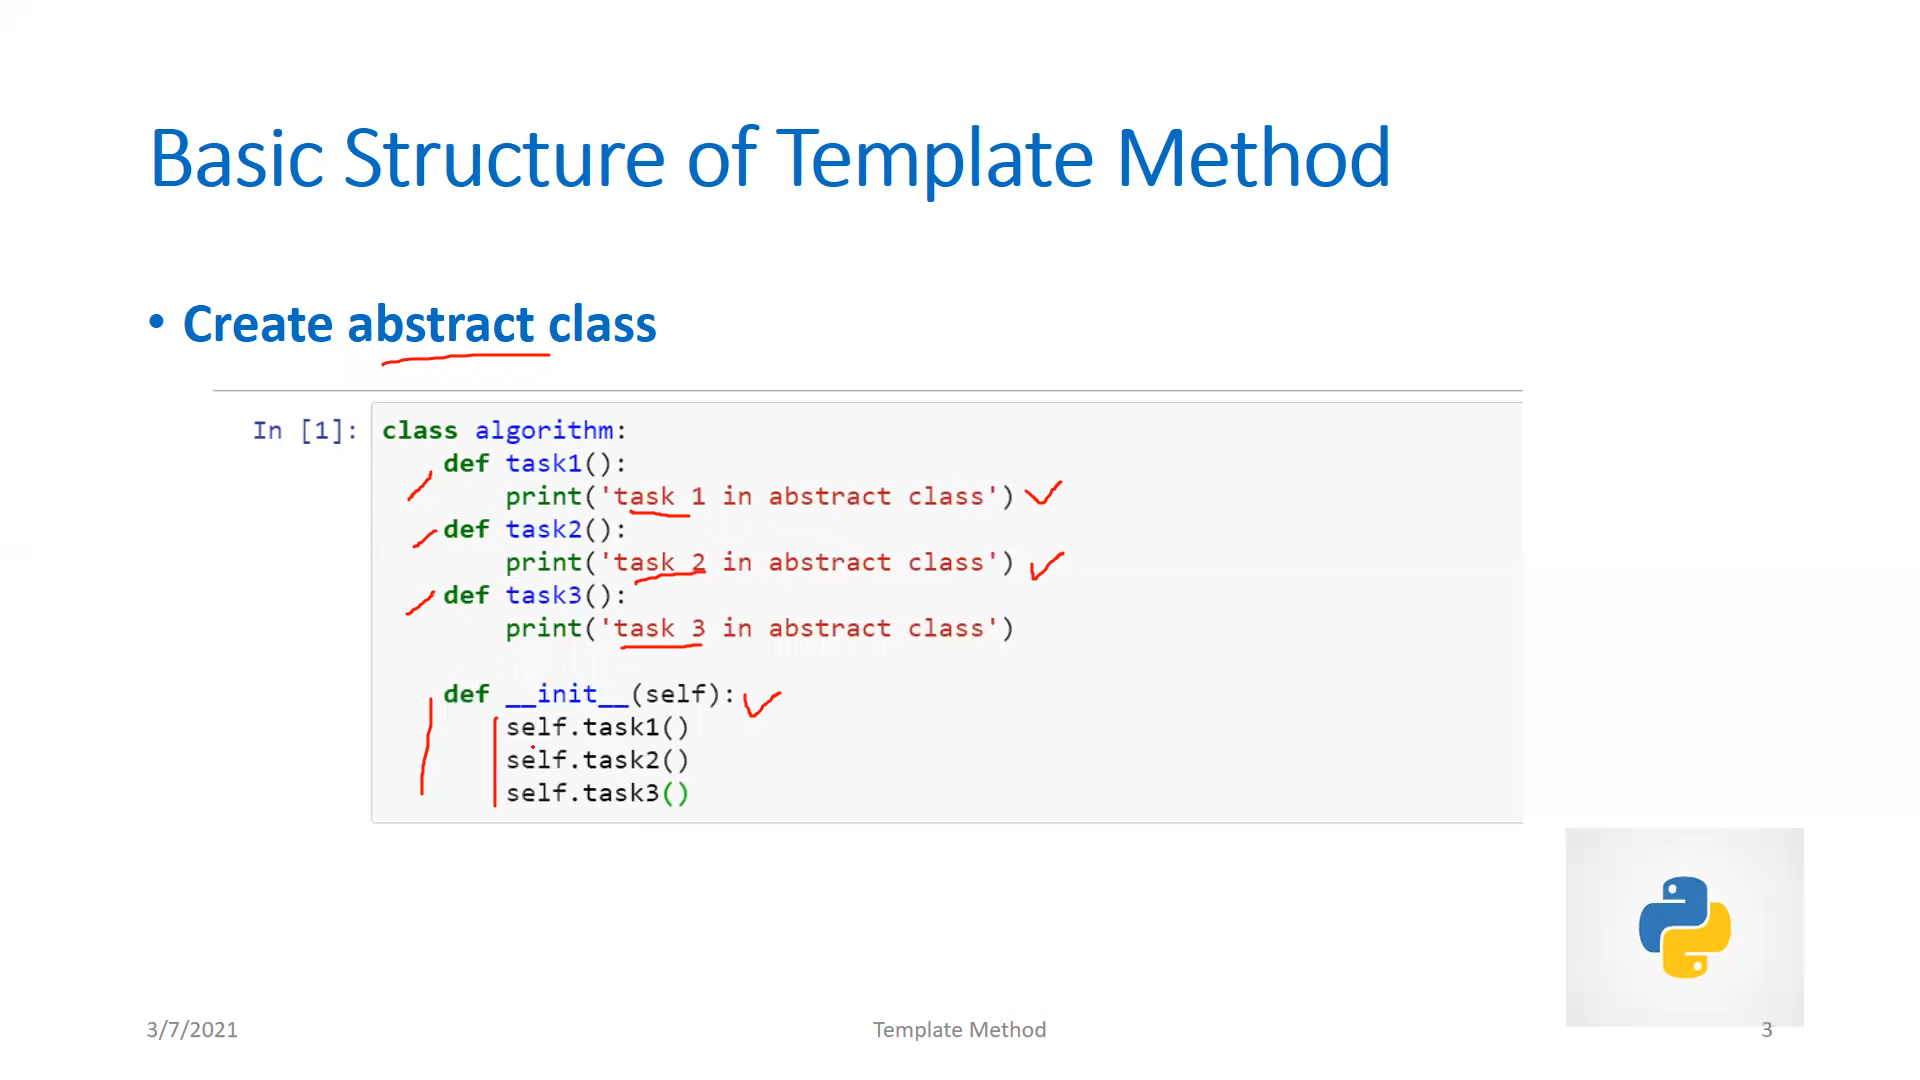 Basic Structure of Template Method
• Create abstract class
In [1]: class algorithm:
def task1():
print('task 1 in abstract class')
def task2():
print('task 2 in abstract class')
def task3():
print('task 3 in abstract class')
def __init__(self):
self.task1()
self.task2()
self.task3()
3/7/2021 Template Method 3